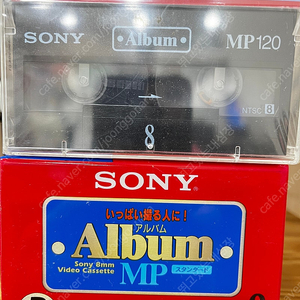 SONY ・Album・ MP120
NTSC 8
8
SONY
いっぱい撮る人に!
アルバム
・Album・
Sony 8mm
Video Cassette
MP スタンダード